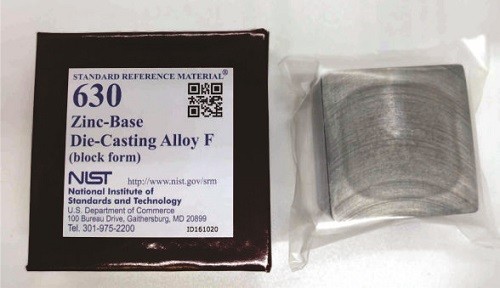 STANDARD REFERENCE MATERIAL®
630
Zinc-Base
Die-Casting Alloy F
(block form)
NIST http://www.nist.gov/srm
National Institute of
Standards and Technology
U.S. Department of Commerce
100 Bureau Drive, Gaithersburg, MD 20899
Tel. 301-975-2200 ID161020